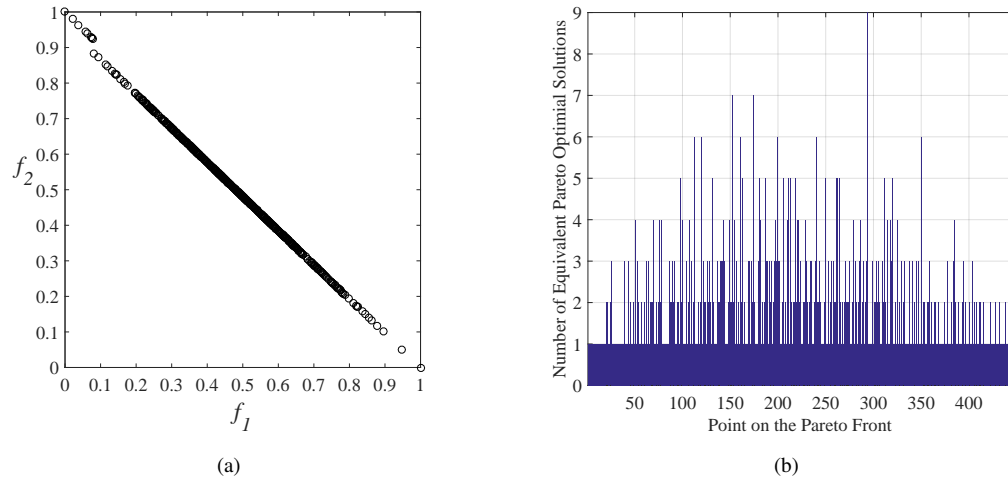 1
0.9
0.8
0.7
0.6
0.5
0.4
0.3
0.2
0.1
0
f2
0 0.1 0.2 0.3 0.4 0.5 0.6 0.7 0.8 0.9 1
f1
(a)
9
8
7
6
5
4
3
2
1
0
Number of Equivalent Pareto Optimial Solutions
50 100 150 200 250 300 350 400
Point on the Pareto Front
(b)